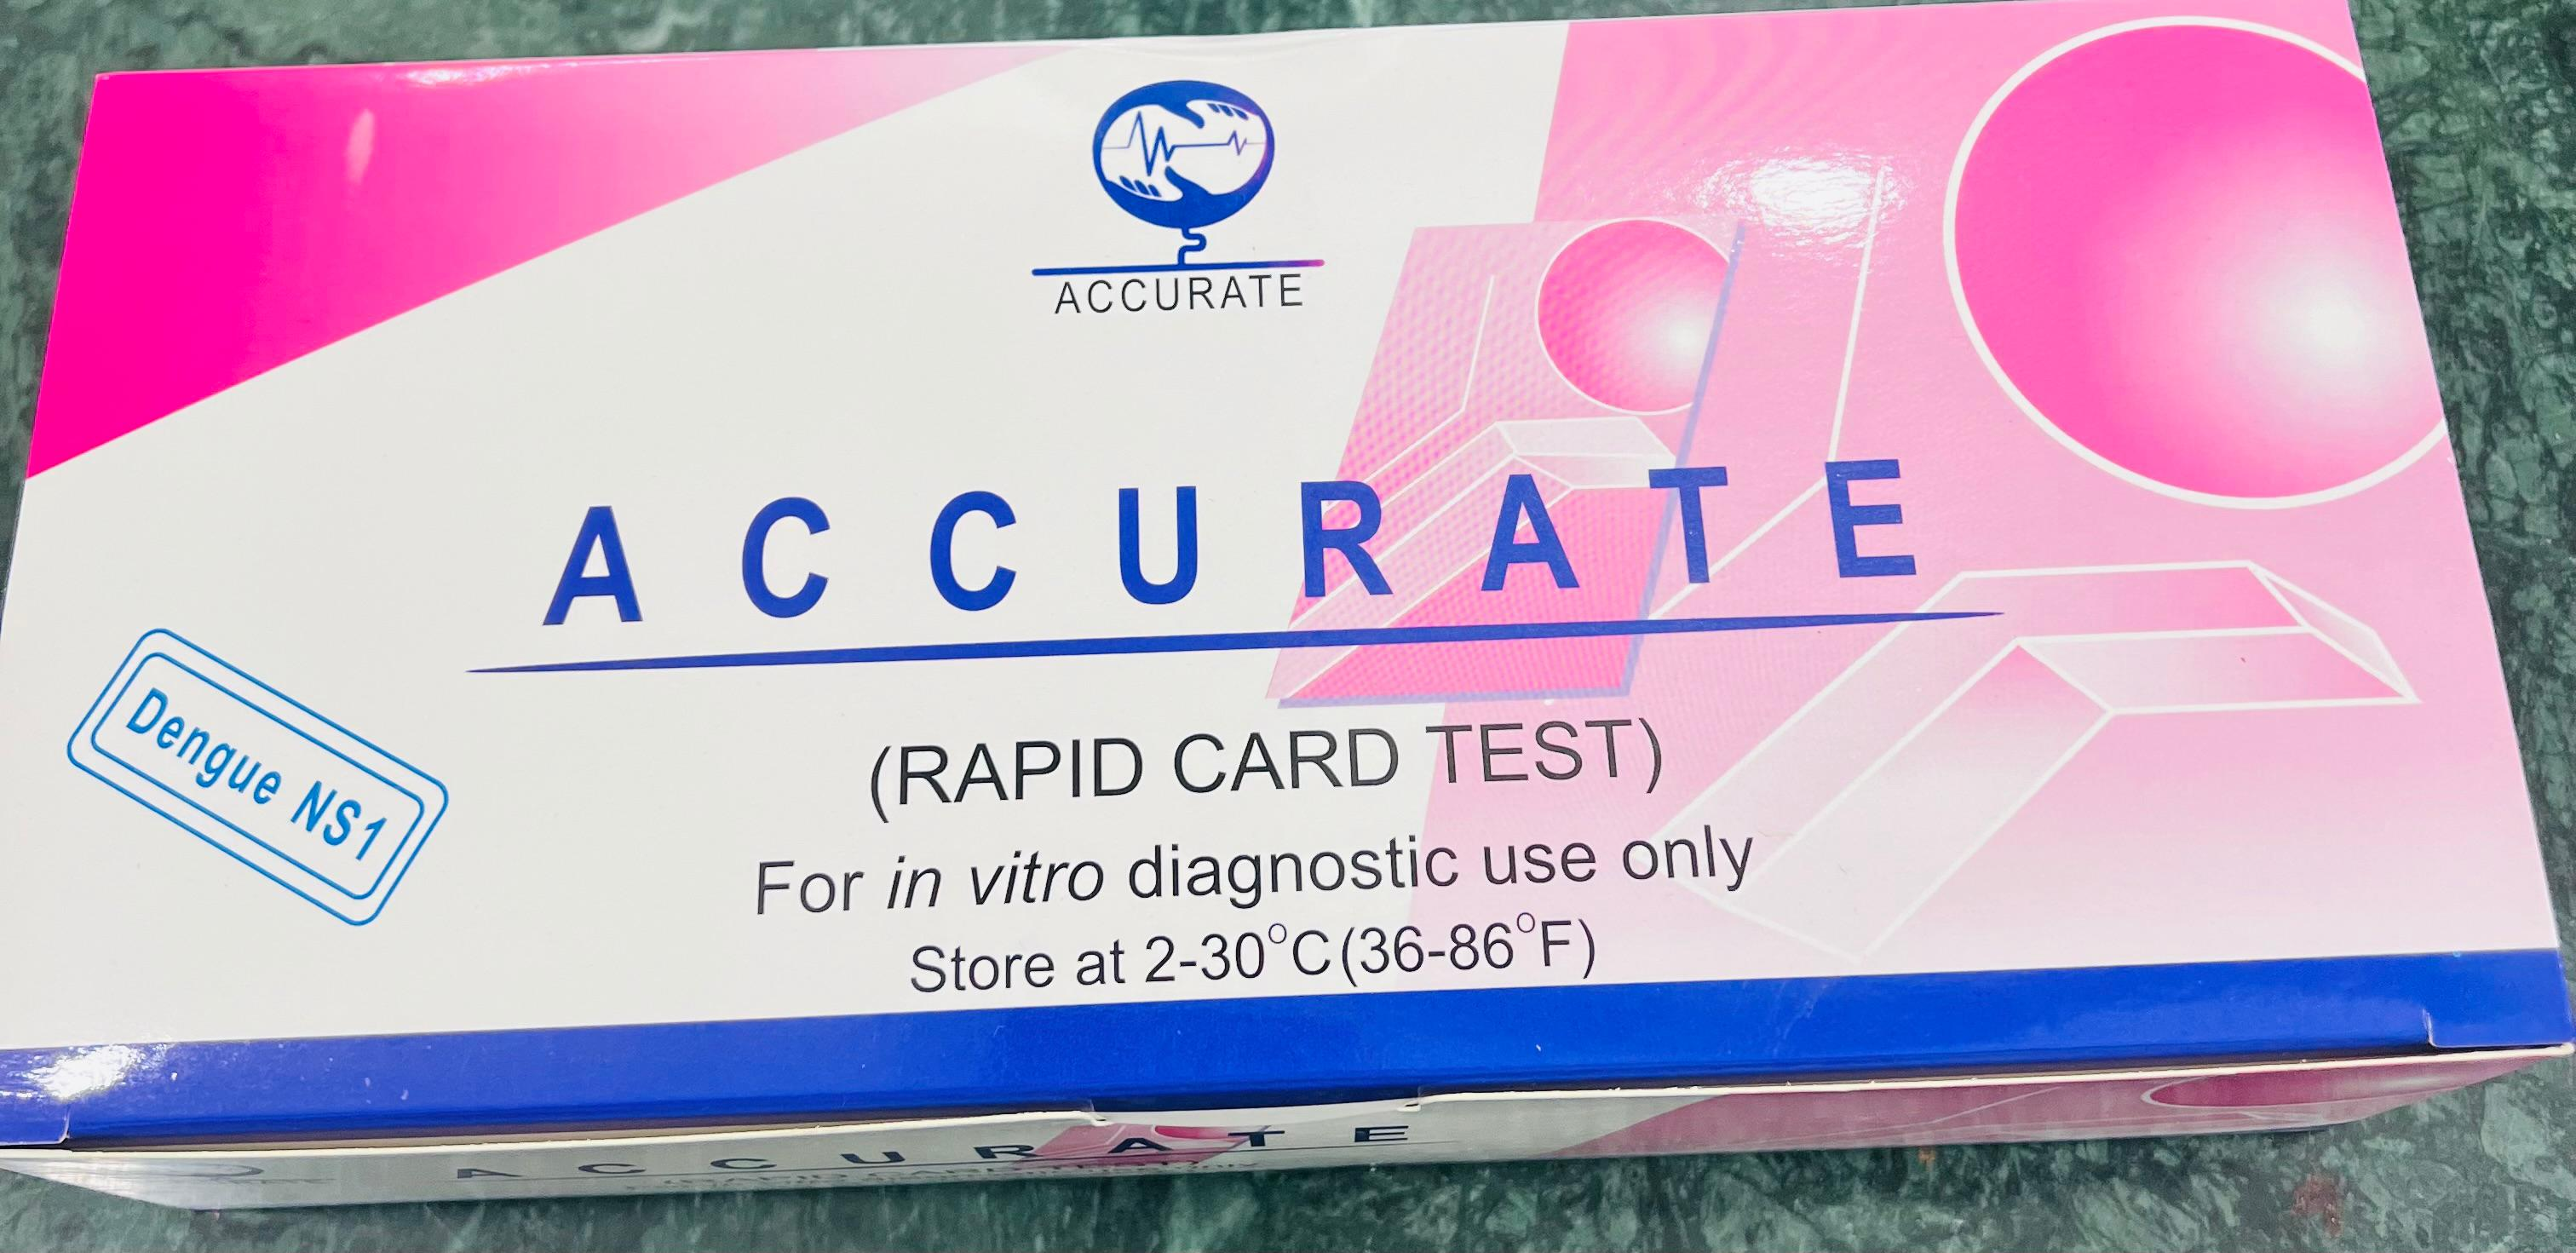 ACCURATE
ACCURATE
Dengue NS1
(RAPID CARD TEST)
For in vitro diagnostic use only
Store at 2-30°C(36-86°F)
ACCURATE